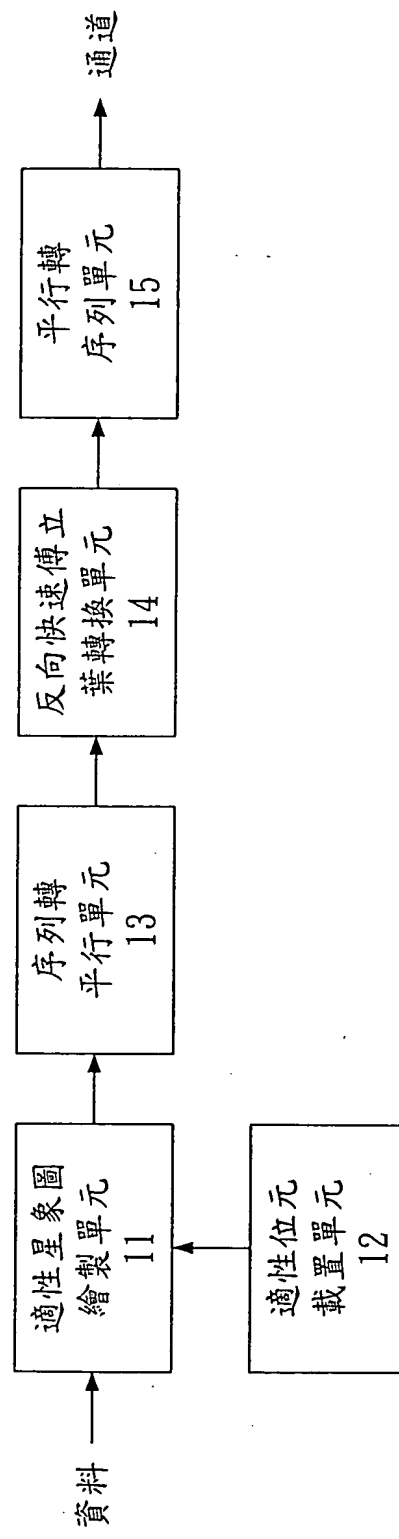 資料
適性星象圖
繪製單元
11
適性位元
載置單元
12
序列轉
平行單元
13
反向快速傅立
葉轉換單元
14
平行轉
序列單元
15
通道